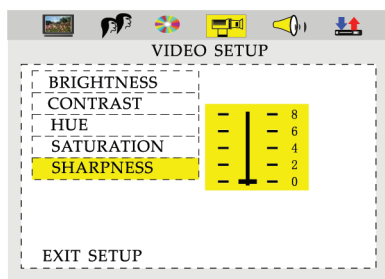 VIDEO SETUP
BRIGHTNESS
CONTRAST
HUE
SATURATION
SHARPNESS
8
6
4
2
0
EXIT SETUP